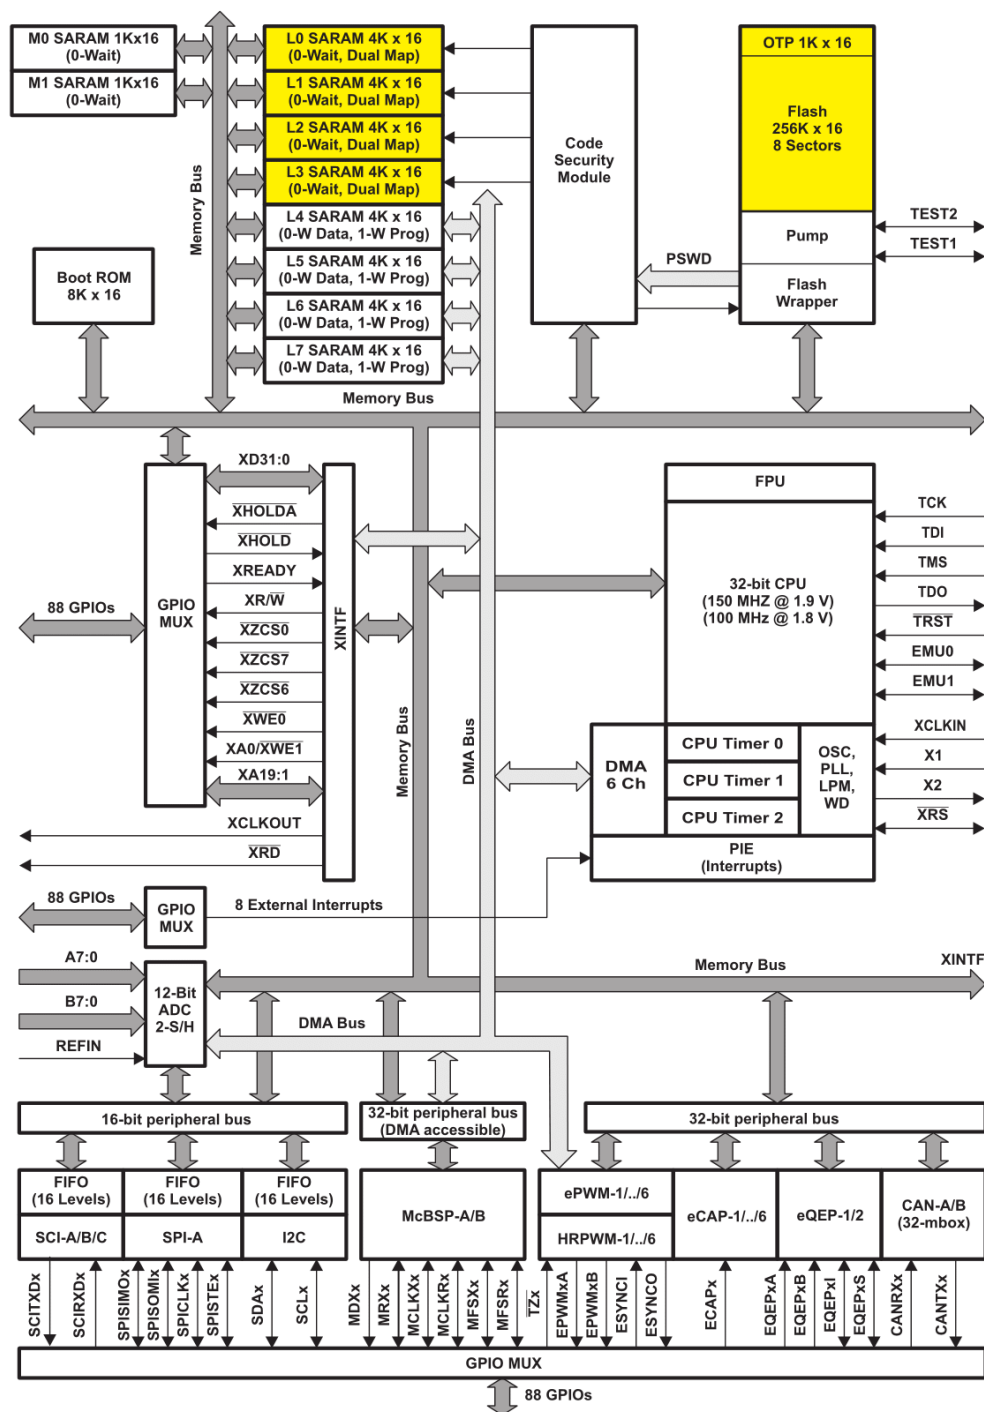 M0 SARAM 1Kx16
(0-Wait)
M1 SARAM 1Kx16
(0-Wait)
L0 SARAM 4K x 16
(0-Wait, Dual Map)
L1 SARAM 4K x 16
(0-Wait, Dual Map)
L2 SARAM 4K x 16
(0-Wait, Dual Map)
L3 SARAM 4K x 16
(0-Wait, Dual Map)
L4 SARAM 4K x 16
(0-W Data, 1-W Prog)
L5 SARAM 4K x 16
(0-W Data, 1-W Prog)
L6 SARAM 4K x 16
(0-W Data, 1-W Prog)
L7 SARAM 4K x 16
(0-W Data, 1-W Prog)
Memory Bus
Code
Security
Module
OTP 1K x 16
Flash
256K x 16
8 Sectors
Pump
Flash
Wrapper
TEST2
TEST1
PSWD
Boot ROM
8K x 16
Memory Bus
XD31:0
XHOLDA
XHOLD
XREADY
XR/W
XZCS0
XZCS7
XZCS6
XWE0
XA0/XWE1
XA19:1
XCLKOUT
XRD
88 GPIOs
GPIO
MUX
XINTF
Memory Bus
DMA Bus
FPU
32-bit CPU
(150 MHZ @ 1.9 V)
(100 MHz @ 1.8 V)
TCK
TDI
TMS
TDO
TRST
EMU0
EMU1
XCLKIN
X1
X2
XRS
DMA
6 Ch
CPU Timer 0
CPU Timer 1
CPU Timer 2
OSC,
PLL,
LPM,
WD
PIE
(Interrupts)
88 GPIOs
GPIO
MUX
8 External Interrupts
A7:0
B7:0
REFIN
12-Bit
ADC
2-S/H
Memory Bus
XINTF
DMA Bus
16-bit peripheral bus
32-bit peripheral bus
(DMA accessible)
32-bit peripheral bus
FIFO
(16 Levels)
FIFO
(16 Levels)
FIFO
(16 Levels)
SCI-A/B/C
SPI-A
I2C
McBSP-A/B
ePWM-1/../6
HRPWM-1/../6
eCAP-1/../6
eQEP-1/2
CAN-A/B
(32-mbox)
SCITXDx
SCIRXDx
SPISIMOx
SPISOMIx
SPICLKx
SPISTEx
SDAx
SCLx
MDXx
MRXx
MCLKXx
MCLKRx
MFSXx
MFSRx
TZx
EPWMxA
EPWMxB
ESYNCI
ESYNCO
ECAPx
EQEPxA
EQEPxB
EQEPxI
EQEPxS
CANRXx
CANTXx
GPIO MUX
88 GPIOs